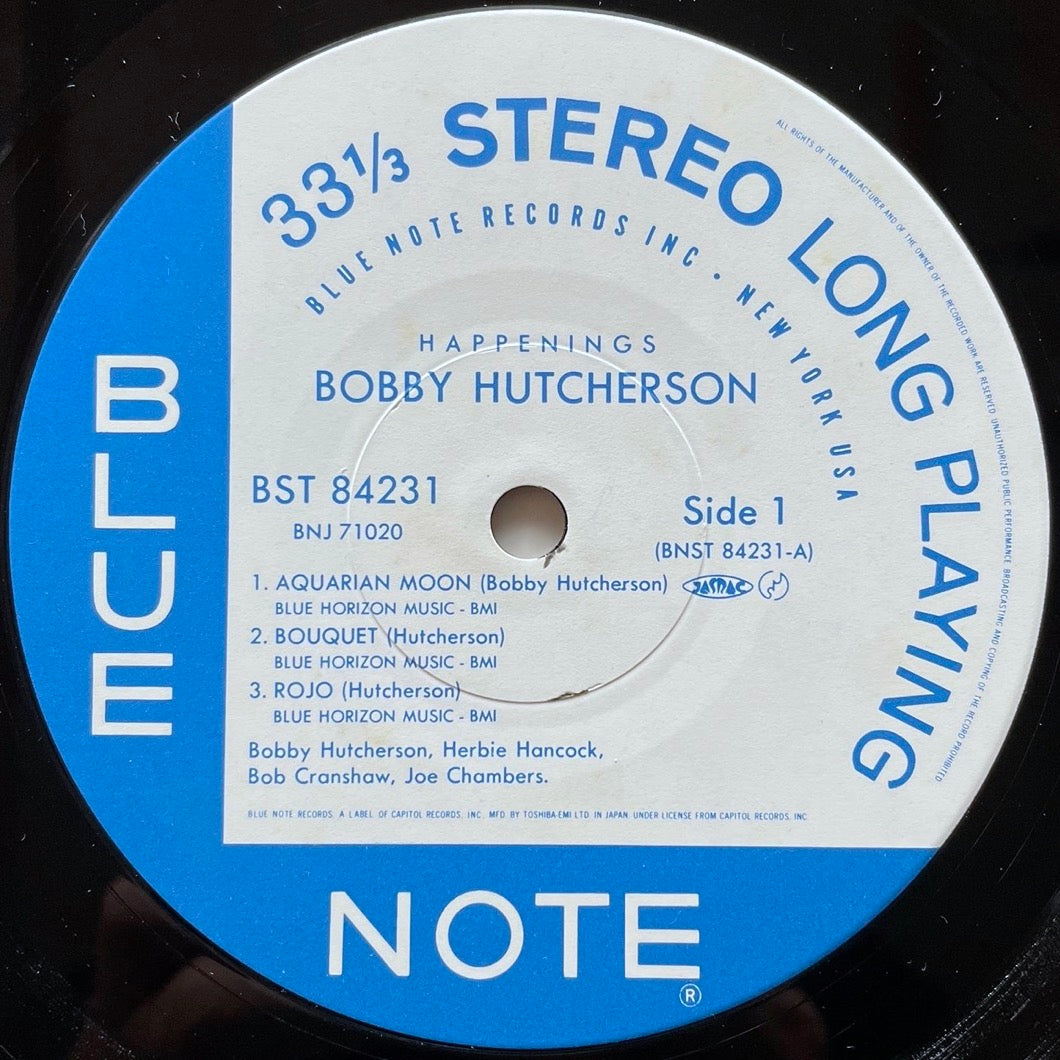 33⅓ STEREO LONG PLAYING
BLUE NOTE RECORDS INC • NEW YORK USA
ALL RIGHTS OF THE MANUFACTURER AND OF THE OWNER OF THE RECORDED WORK ARE RESERVED. UNAUTHORIZED PUBLIC PERFORMANCE, BROADCASTING AND COPYING OF THE RECORD PROHIBITED.
HAPPENINGS
BOBBY HUTCHERSON
BST 84231
BNJ 71020
Side 1
(BNST 84231-A)
1. AQUARIAN MOON (Bobby Hutcherson) JASRAC
BLUE HORIZON MUSIC - BMI
2. BOUQUET (Hutcherson)
BLUE HORIZON MUSIC - BMI
3. ROJO (Hutcherson)
BLUE HORIZON MUSIC - BMI
Bobby Hutcherson, Herbie Hancock,
Bob Cranshaw, Joe Chambers.
BLUE NOTE RECORDS. A LABEL OF CAPITOL RECORDS, INC. MFD. BY TOSHIBA-EMI LTD. IN JAPAN. UNDER LICENSE FROM CAPITOL RECORDS, INC.
BLUE
NOTE
®